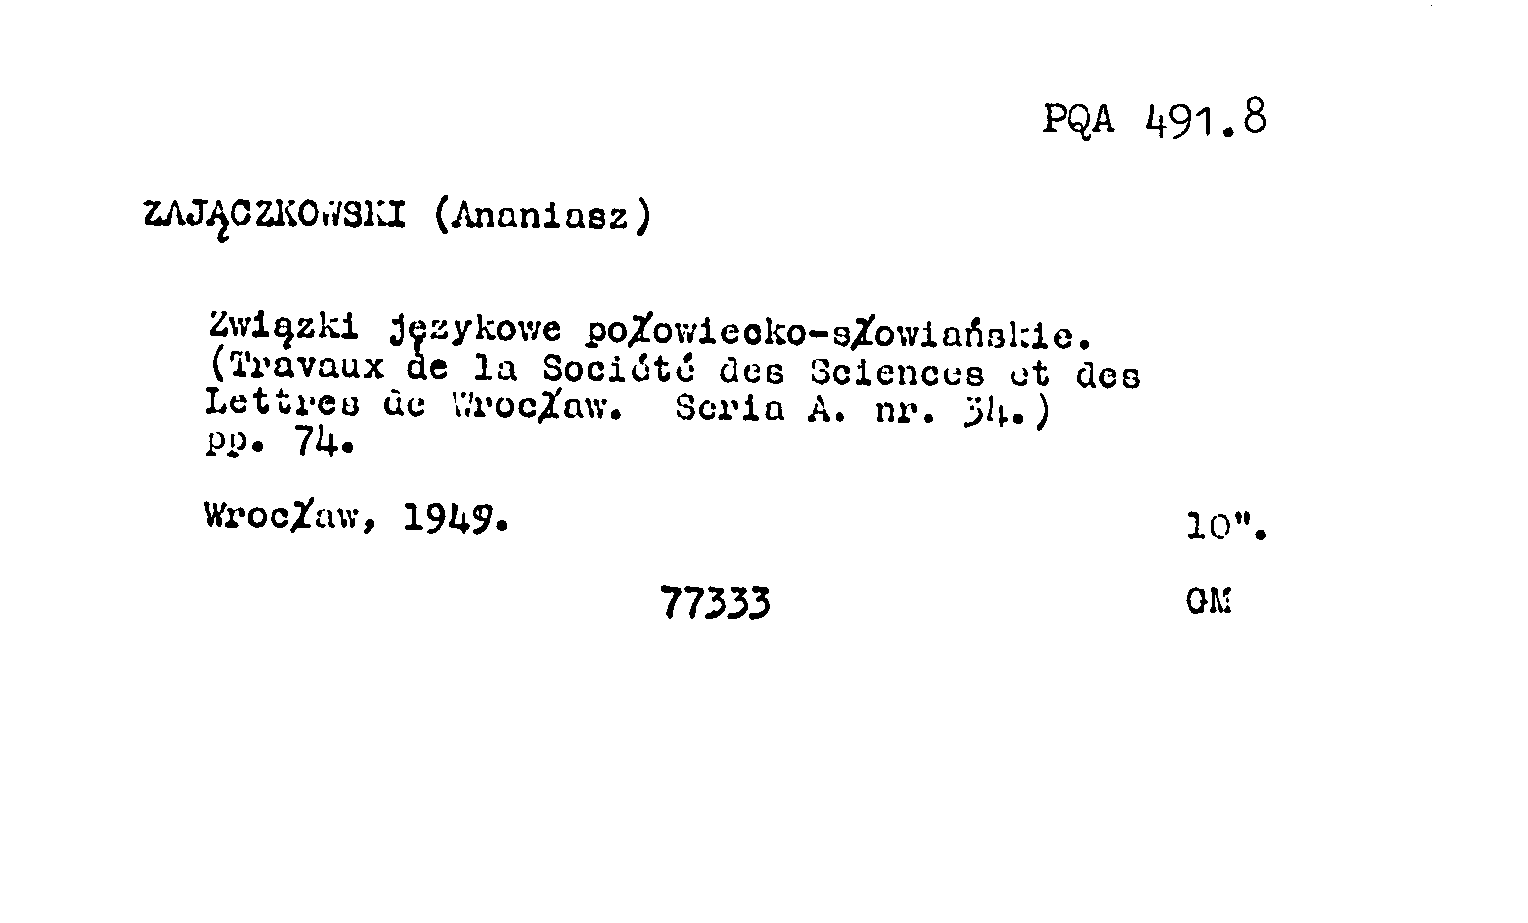 PQA 491.8
ZAJĄCZKOWSKI (Ananiasz)
Związki językowe połowiecko-słowiańskie.
(Travaux de la Société des Sciences et des
Lettres de Wrocław. Seria A. nr. 34.)
pp. 74.
Wrocław, 1949.
10".
77333 GM